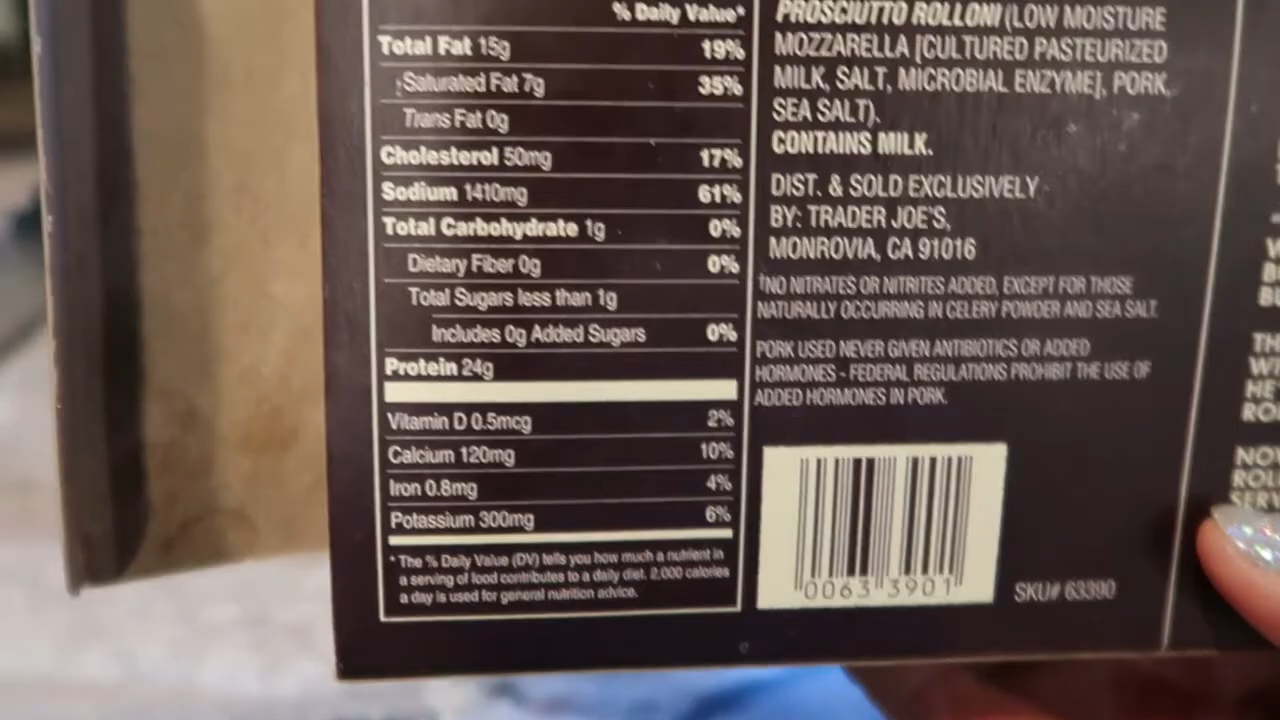 % Daily Value*
Total Fat 15g 19%
Saturated Fat 7g 35%
Trans Fat 0g
Cholesterol 50mg 17%
Sodium 1410mg 61%
Total Carbohydrate 1g 0%
Dietary Fiber 0g 0%
Total Sugars less than 1g
Includes 0g Added Sugars 0%
Protein 24g
Vitamin D 0.5mcg 2%
Calcium 120mg 10%
Iron 0.8mg 4%
Potassium 300mg 6%
* The % Daily Value (DV) tells you how much a nutrient in
a serving of food contributes to a daily diet. 2,000 calories
a day is used for general nutrition advice.
PROSCIUTTO ROLLONI (LOW MOISTURE
MOZZARELLA [CULTURED PASTEURIZED
MILK, SALT, MICROBIAL ENZYME], PORK,
SEA SALT).
CONTAINS MILK.
DIST. & SOLD EXCLUSIVELY
BY: TRADER JOE'S,
MONROVIA, CA 91016
†NO NITRATES OR NITRITES ADDED, EXCEPT FOR THOSE
NATURALLY OCCURRING IN CELERY POWDER AND SEA SALT.
PORK USED NEVER GIVEN ANTIBIOTICS OR ADDED
HORMONES - FEDERAL REGULATIONS PROHIBIT THE USE OF
ADDED HORMONES IN PORK.
0063 3901
SKU# 63390